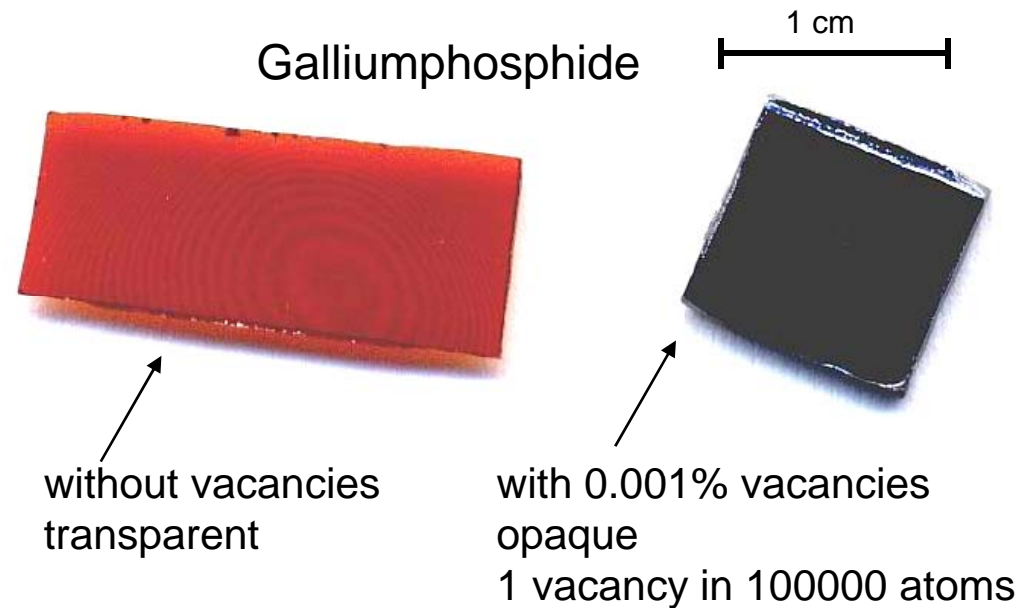 1 cm
Galliumphosphide
without vacancies
transparent
with 0.001% vacancies
opaque
1 vacancy in 100000 atoms